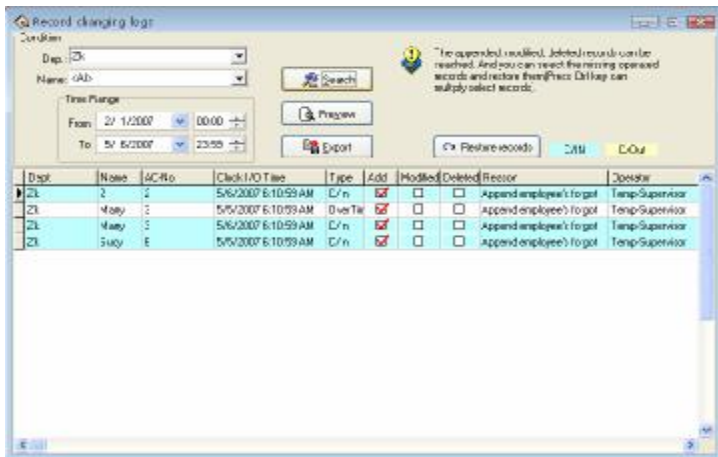 Record changing logs
Condition
Dep.: Zk
Name: <All>
Time Range
From 2/ 1/2007 00:00
To 5/ 6/2007 23:59
Search
Preview
Export
The appended, modified, deleted records can be
reached. And you can select the missing operated
records and restore them(Press Ctrl key can
multiply select records.
Restore records C/In C/Out
Dept Name AC-No Clock I/O Time Type Add Modified Deleted Reason Operator
Zk 2 2 5/6/2007 6:10:59 AM C/In Append employee's forgot Temp-Supervisor
Zk Mary 3 5/5/2007 6:10:59 AM OverTim Append employee's forgot Temp-Supervisor
Zk Mary 3 5/6/2007 6:10:59 AM C/In Append employee's forgot Temp-Supervisor
Zk 5/6/2007 6:10:59 AM C/In Append employee's forgot Temp-Supervisor